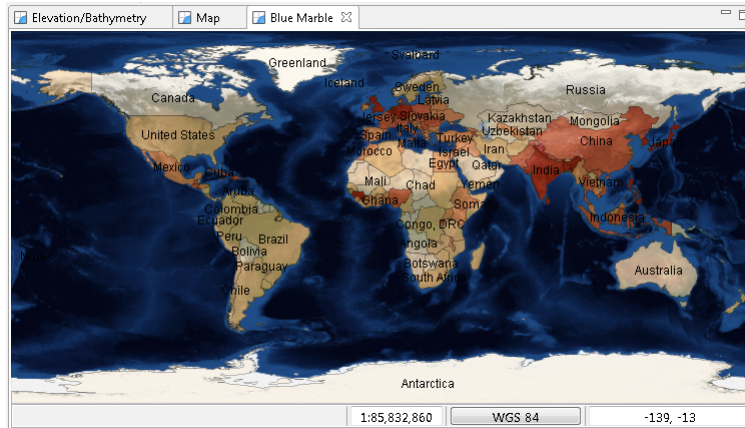 Elevation/Bathymetry Map Blue Marble
Svalbard
Greenland
Iceland
Sweden
Russia
Canada
Latvia
Jersey Slovakia
Kazakhstan
Mongolia
United States
Spain Italy
Turkey
Uzbekistan
China
Malta
Morocco
Israel
Iran
Mexico
Egypt
Qatar
India
Cuba
Mali
Chad
Yemen
Vietnam
Aruba
Ghana
Somalia
Colombia
Ecuador
Congo, DRC
Indonesia
Peru
Brazil
Angola
Bolivia
Botswana
Paraguay
South Africa
Australia
Chile
Antarctica
1:85,832,860 WGS 84 -139, -13